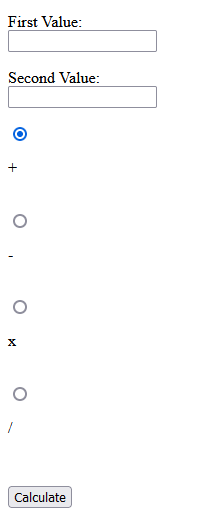 First Value:
Second Value:
+
-
x
/
Calculate